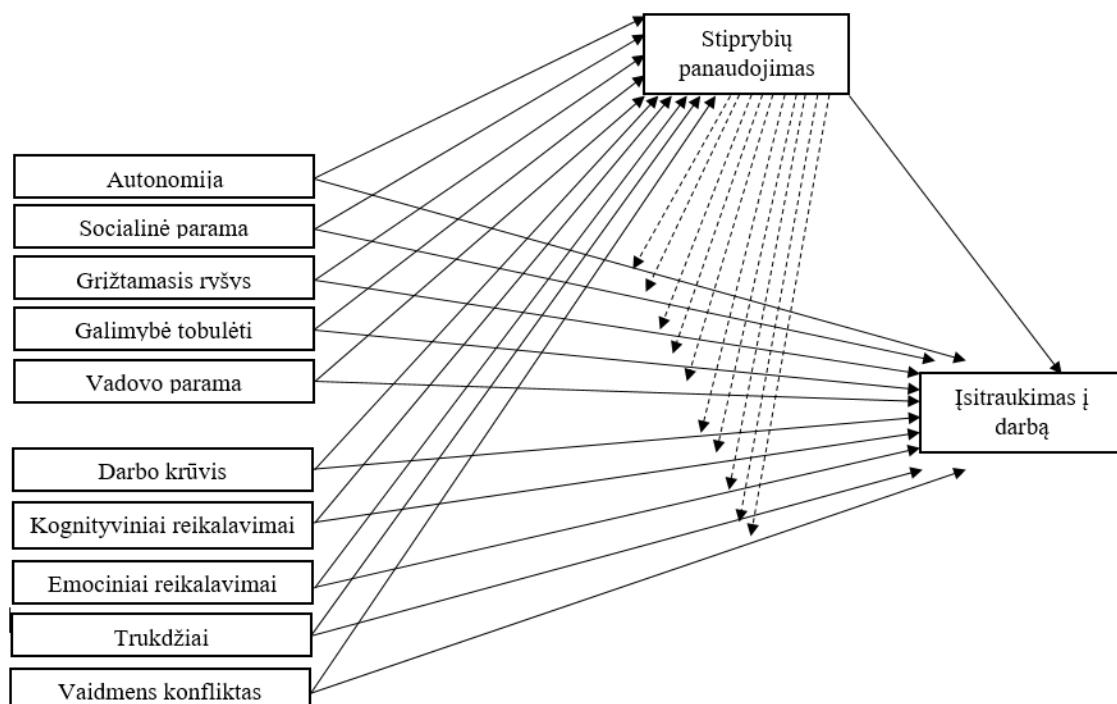 Stiprybių
panaudojimas
Autonomija
Socialinė parama
Grižtamasis ryšys
Galimybė tobulėti
Vadovo parama
Įsitraukimas į
darbą
Darbo krūvis
Kognityviniai reikalavimai
Emociniai reikalavimai
Trukdžiai
Vaidmens konfliktas